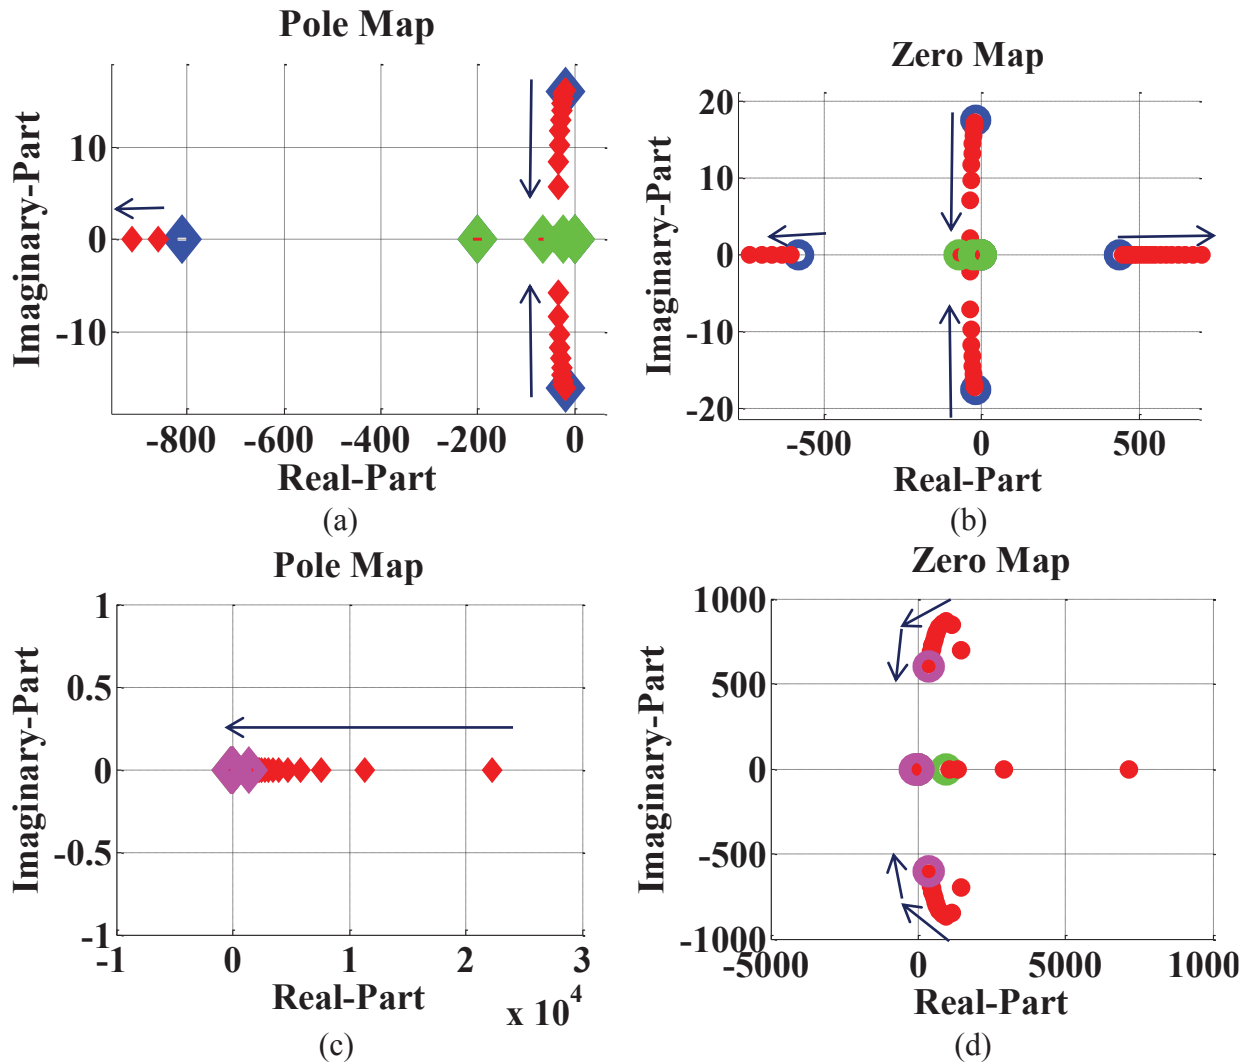 Pole Map
Imaginary-Part
10
0
-10
-800 -600 -400 -200 0
Real-Part
(a)
Zero Map
Imaginary-Part
20
10
0
-10
-20
-500 0 500
Real-Part
(b)
Pole Map
Imaginary-Part
1
0.5
0
-0.5
-1
-1 0 1 2 3
Real-Part
x 10^4
(c)
Zero Map
Imaginary-Part
1000
500
0
-500
-1000
-5000 0 5000 1000
Real-Part
(d)